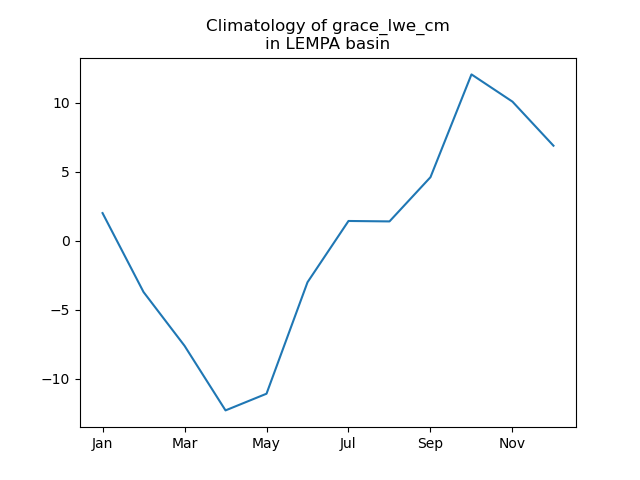 Climatology of grace_lwe_cm
in LEMPA basin
10
5
0
−5
−10
Jan
Mar
May
Jul
Sep
Nov